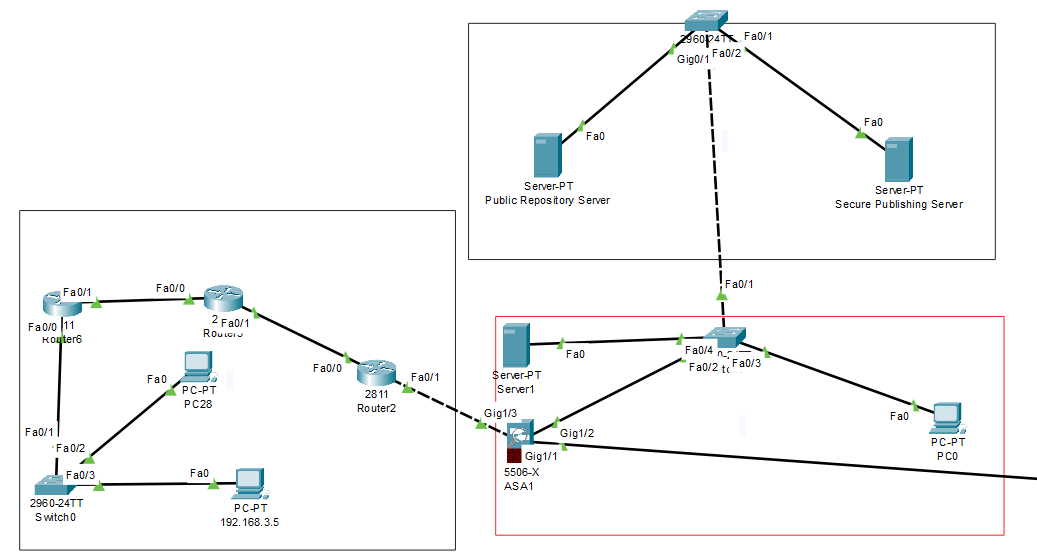 2960-24TT
Fa0/1
Fa0/2
Gig0/1
Fa0
Fa0
Server-PT
Public Repository Server
Server-PT
Secure Publishing Server
Fa0/1
Fa0/0
Fa0/1
Fa0/0
11
Router6
2
Fa0/1
Fa0/0
Fa0/1
2811
Router2
Fa0
PC-PT
PC28
Fa0/1
Fa0/2
Fa0/3
Fa0
2960-24TT
Switch0
PC-PT
192.168.3.5
Fa0
Server-PT
Server1
Fa0/4
Fa0/2
Fa0/3
Gig1/3
Gig1/2
Gig1/1
5506-X
ASA1
Fa0
PC-PT
PC0